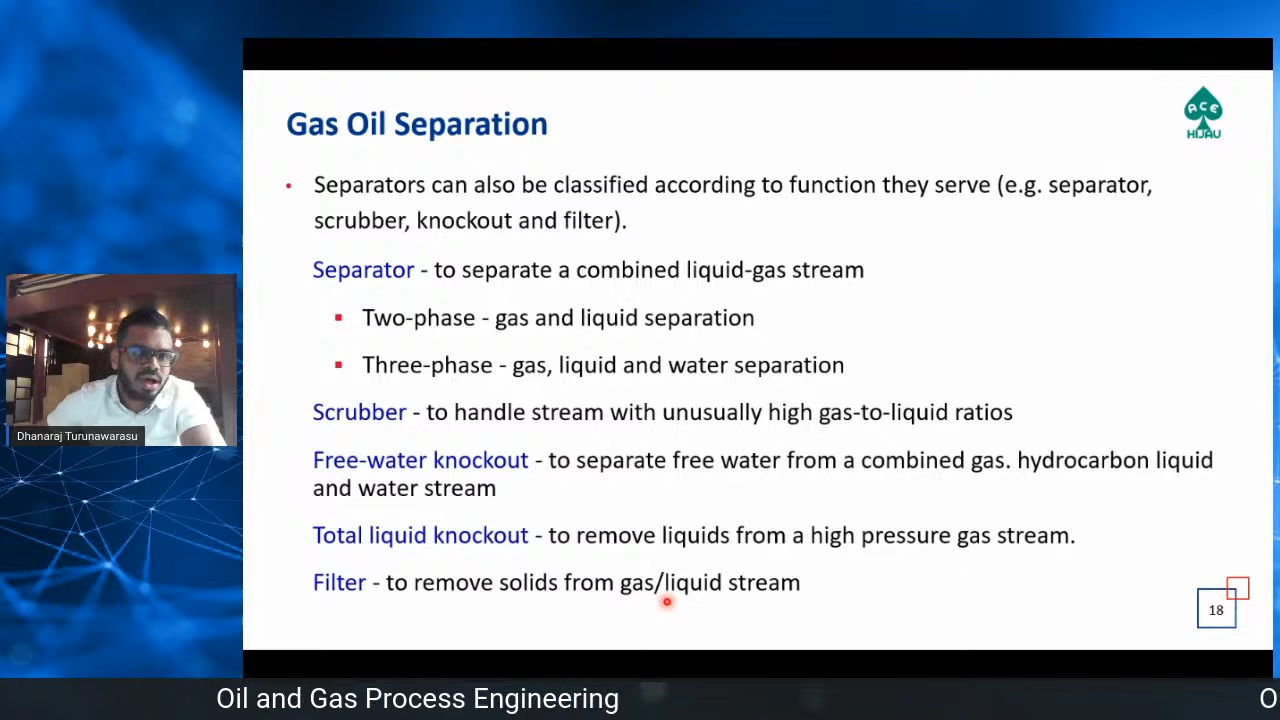 Gas Oil Separation
ACE
HIJAU
• Separators can also be classified according to function they serve (e.g. separator,
scrubber, knockout and filter).
Separator - to separate a combined liquid-gas stream
▪ Two-phase - gas and liquid separation
▪ Three-phase - gas, liquid and water separation
Scrubber - to handle stream with unusually high gas-to-liquid ratios
Free-water knockout - to separate free water from a combined gas. hydrocarbon liquid
and water stream
Total liquid knockout - to remove liquids from a high pressure gas stream.
Filter - to remove solids from gas/liquid stream
18
Dhanaraj Turunawarasu
Oil and Gas Process Engineering
O